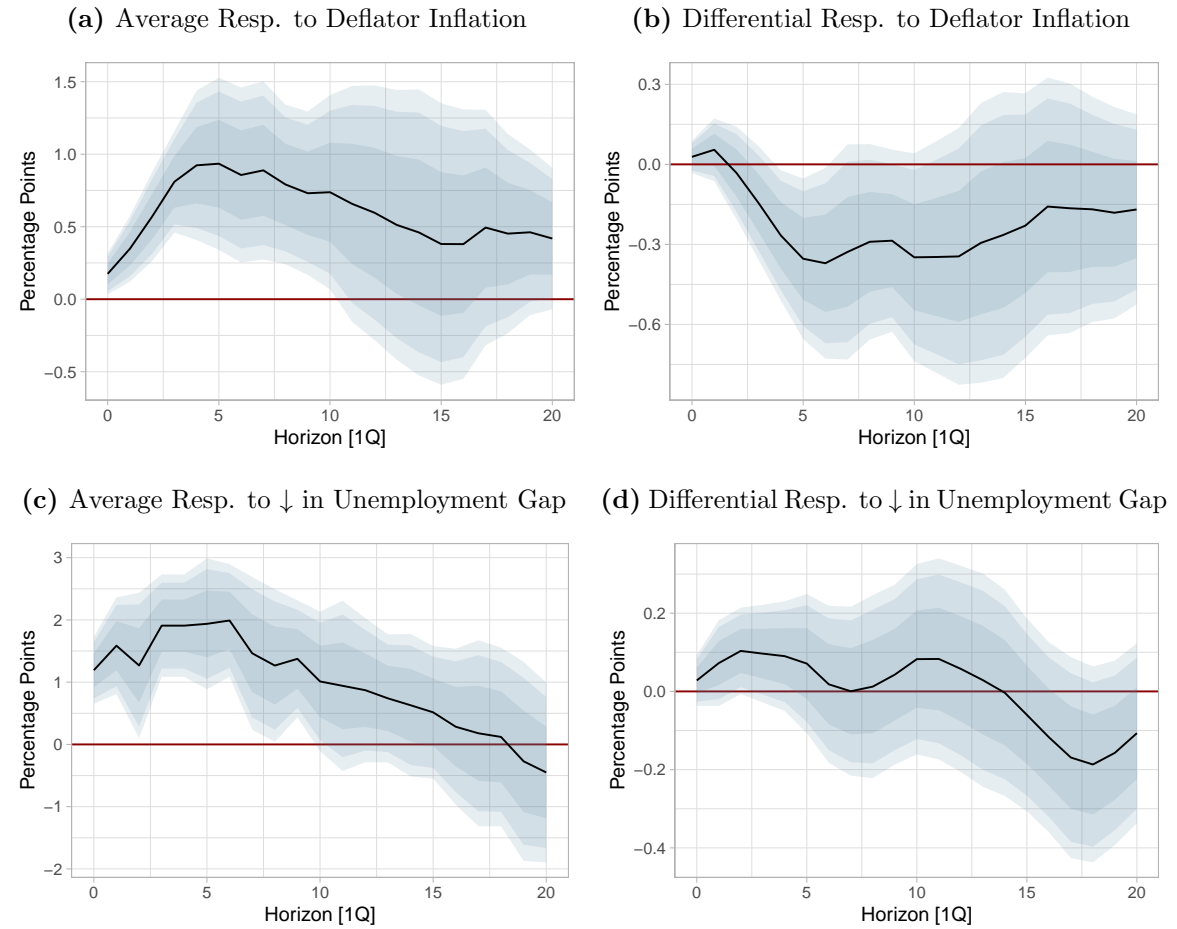 (a) Average Resp. to Deflator Inflation
(b) Differential Resp. to Deflator Inflation
Percentage Points
1.5
1.0
0.5
0.0
−0.5
0 5 10 15 20
Horizon [1Q]
Percentage Points
0.3
0.0
−0.3
−0.6
0 5 10 15 20
Horizon [1Q]
(c) Average Resp. to ↓ in Unemployment Gap
(d) Differential Resp. to ↓ in Unemployment Gap
Percentage Points
3
2
1
0
−1
−2
0 5 10 15 20
Horizon [1Q]
Percentage Points
0.2
0.0
−0.2
−0.4
0 5 10 15 20
Horizon [1Q]